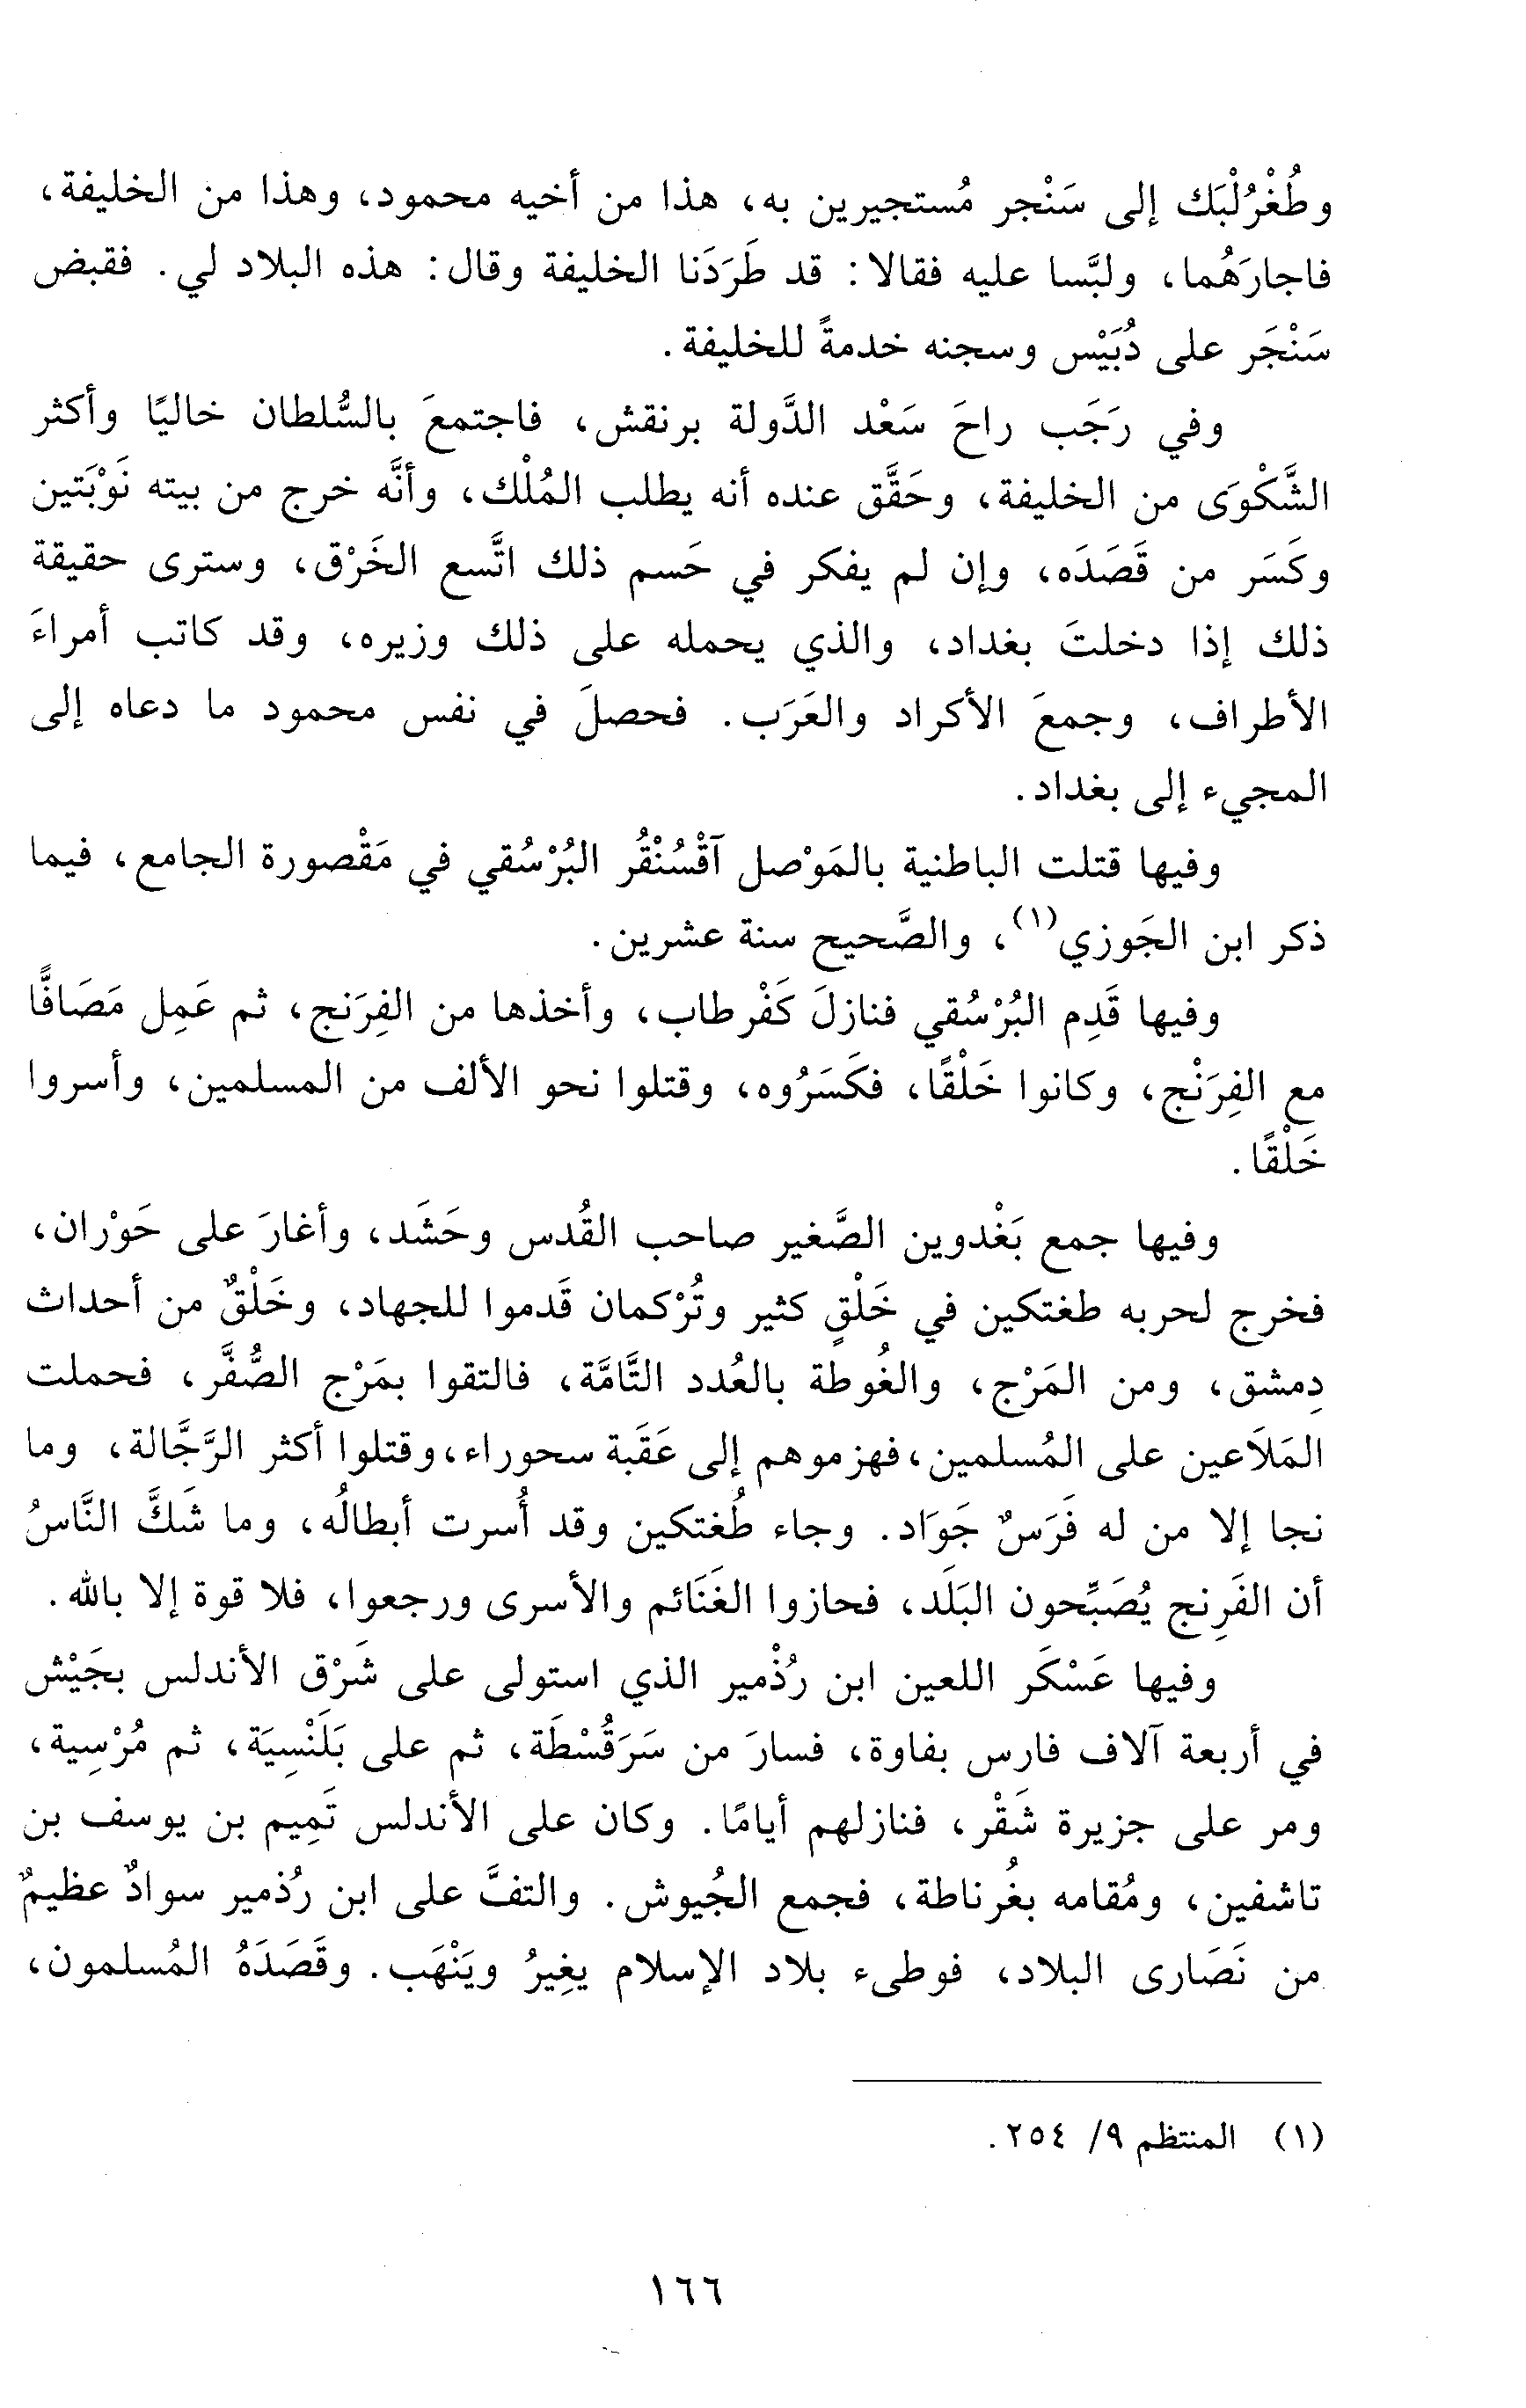 وطُغْرُلْبَك إلى سَنْجر مُستجيرين به، هذا من أخيه محمود، وهذا من الخليفة،
فاجارَهُما، ولبَّسا عليه فقالا: قد طَرَدَنا الخليفة وقال: هذه البلاد لي. فقبض
سَنْجَر على دُبَيْس وسجنه خدمةً للخليفة.
وفي رَجَب راحَ سَعْد الدَّولة برنقش، فاجتمعَ بالسُّلطان خاليًا وأكثر
الشَّكْوَى من الخليفة، وحَقَّق عنده أنه يطلب المُلْك، وأنَّه خرج من بيته نَوْبَتين
وكَسَر من قَصَدَه، وإن لم يفكر في حَسم ذلك اتَّسع الخَرْق، وسترى حقيقة
ذلك إذا دخلتَ بغداد، والذي يحمله على ذلك وزيره، وقد كاتب أمراءَ
الأطراف، وجمعَ الأكراد والعَرَب. فحصلَ في نفس محمود ما دعاه إلى
المجيء إلى بغداد.
وفيها قتلت الباطنية بالمَوْصل آقْسُنْقُر البُرْسُقي في مَقْصورة الجامع، فيما
ذكر ابن الجَوزي(١)، والصَّحيح سنة عشرين.
وفيها قَدِم البُرْسُقي فنازلَ كَفْرطاب، وأخذها من الفِرَنج، ثم عَمِل مَصَافًّا
مع الفِرَنْج، وكانوا خَلْقًا، فكَسَرُوه، وقتلوا نحو الألف من المسلمين، وأسروا
خَلْقًا.
وفيها جمع بَغْدوين الصَّغير صاحب القُدس وحَشَد، وأغارَ على حَوْران،
فخرج لحربه طغتكين في خَلْقٍ كثير وتُرْكمان قَدموا للجهاد، وخَلْقٌ من أحداث
دِمشق، ومن المَرْج، والغُوطة بالعُدد التَّامَّة، فالتقوا بمَرْج الصُّفَّر، فحملت
المَلَاعين على المُسلمين، فهزموهم إلى عَقَبة سحوراء، وقتلوا أكثر الرَّجَّالة، وما
نجا إلا من له فَرَسٌ جَوَاد. وجاء طُغتكين وقد أُسرت أبطالُه، وما شَكَّ النَّاسُ
أن الفَرِنج يُصَبِّحون البَلَد، فحازوا الغَنَائم والأسرى ورجعوا، فلا قوة إلا بالله.
وفيها عَسْكَر اللعين ابن رُذْمير الذي استولى على شَرْق الأندلس بجَيْش
في أربعة آلاف فارس بفاوة، فسارَ من سَرَقُسْطَة، ثم على بَلَنْسِيَة، ثم مُرْسِية،
ومر على جزيرة شَقْر، فنازلهم أيامًا. وكان على الأندلس تَمِيم بن يوسف بن
تاشفين، ومُقامه بغُرناطة، فجمع الجُيوش. والتفَّ على ابن رُذمير سوادٌ عظيمٌ
من نَصَارى البلاد، فوطىء بلاد الإسلام يغِيرُ ويَنْهَب. وقَصَدَهُ المُسلمون،
(١) المنتظم ٩/ ٢٥٤.
١٦٦